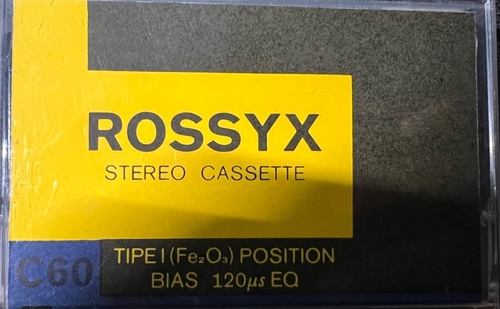 ROSSYX
STEREO CASSETTE
TIPE I (Fe₂O₃) POSITION
C60 BIAS 120μs EQ